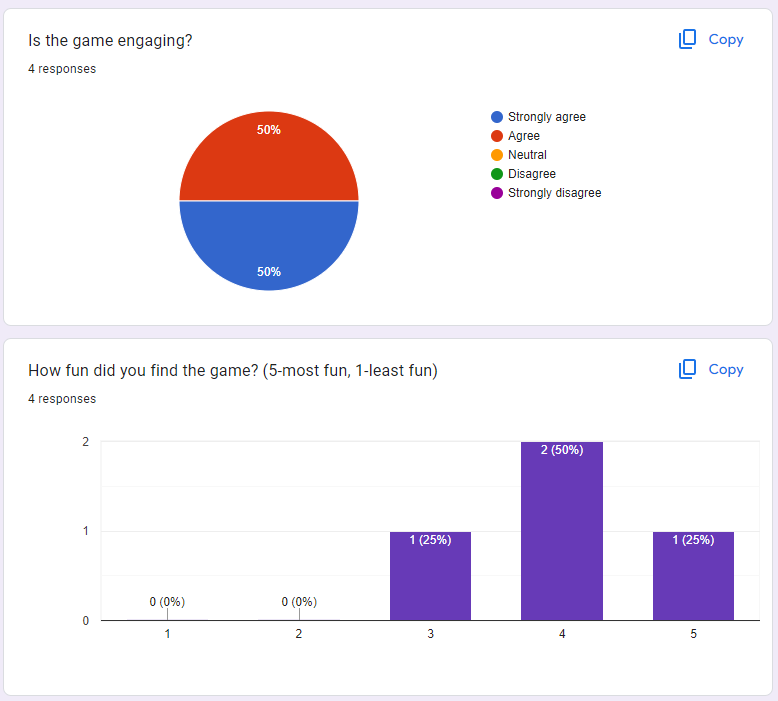 Is the game engaging?
Copy
4 responses
50%
50%
Strongly agree
Agree
Neutral
Disagree
Strongly disagree
How fun did you find the game? (5-most fun, 1-least fun)
Copy
4 responses
2
1
0
0 (0%)
0 (0%)
1 (25%)
2 (50%)
1 (25%)
1
2
3
4
5